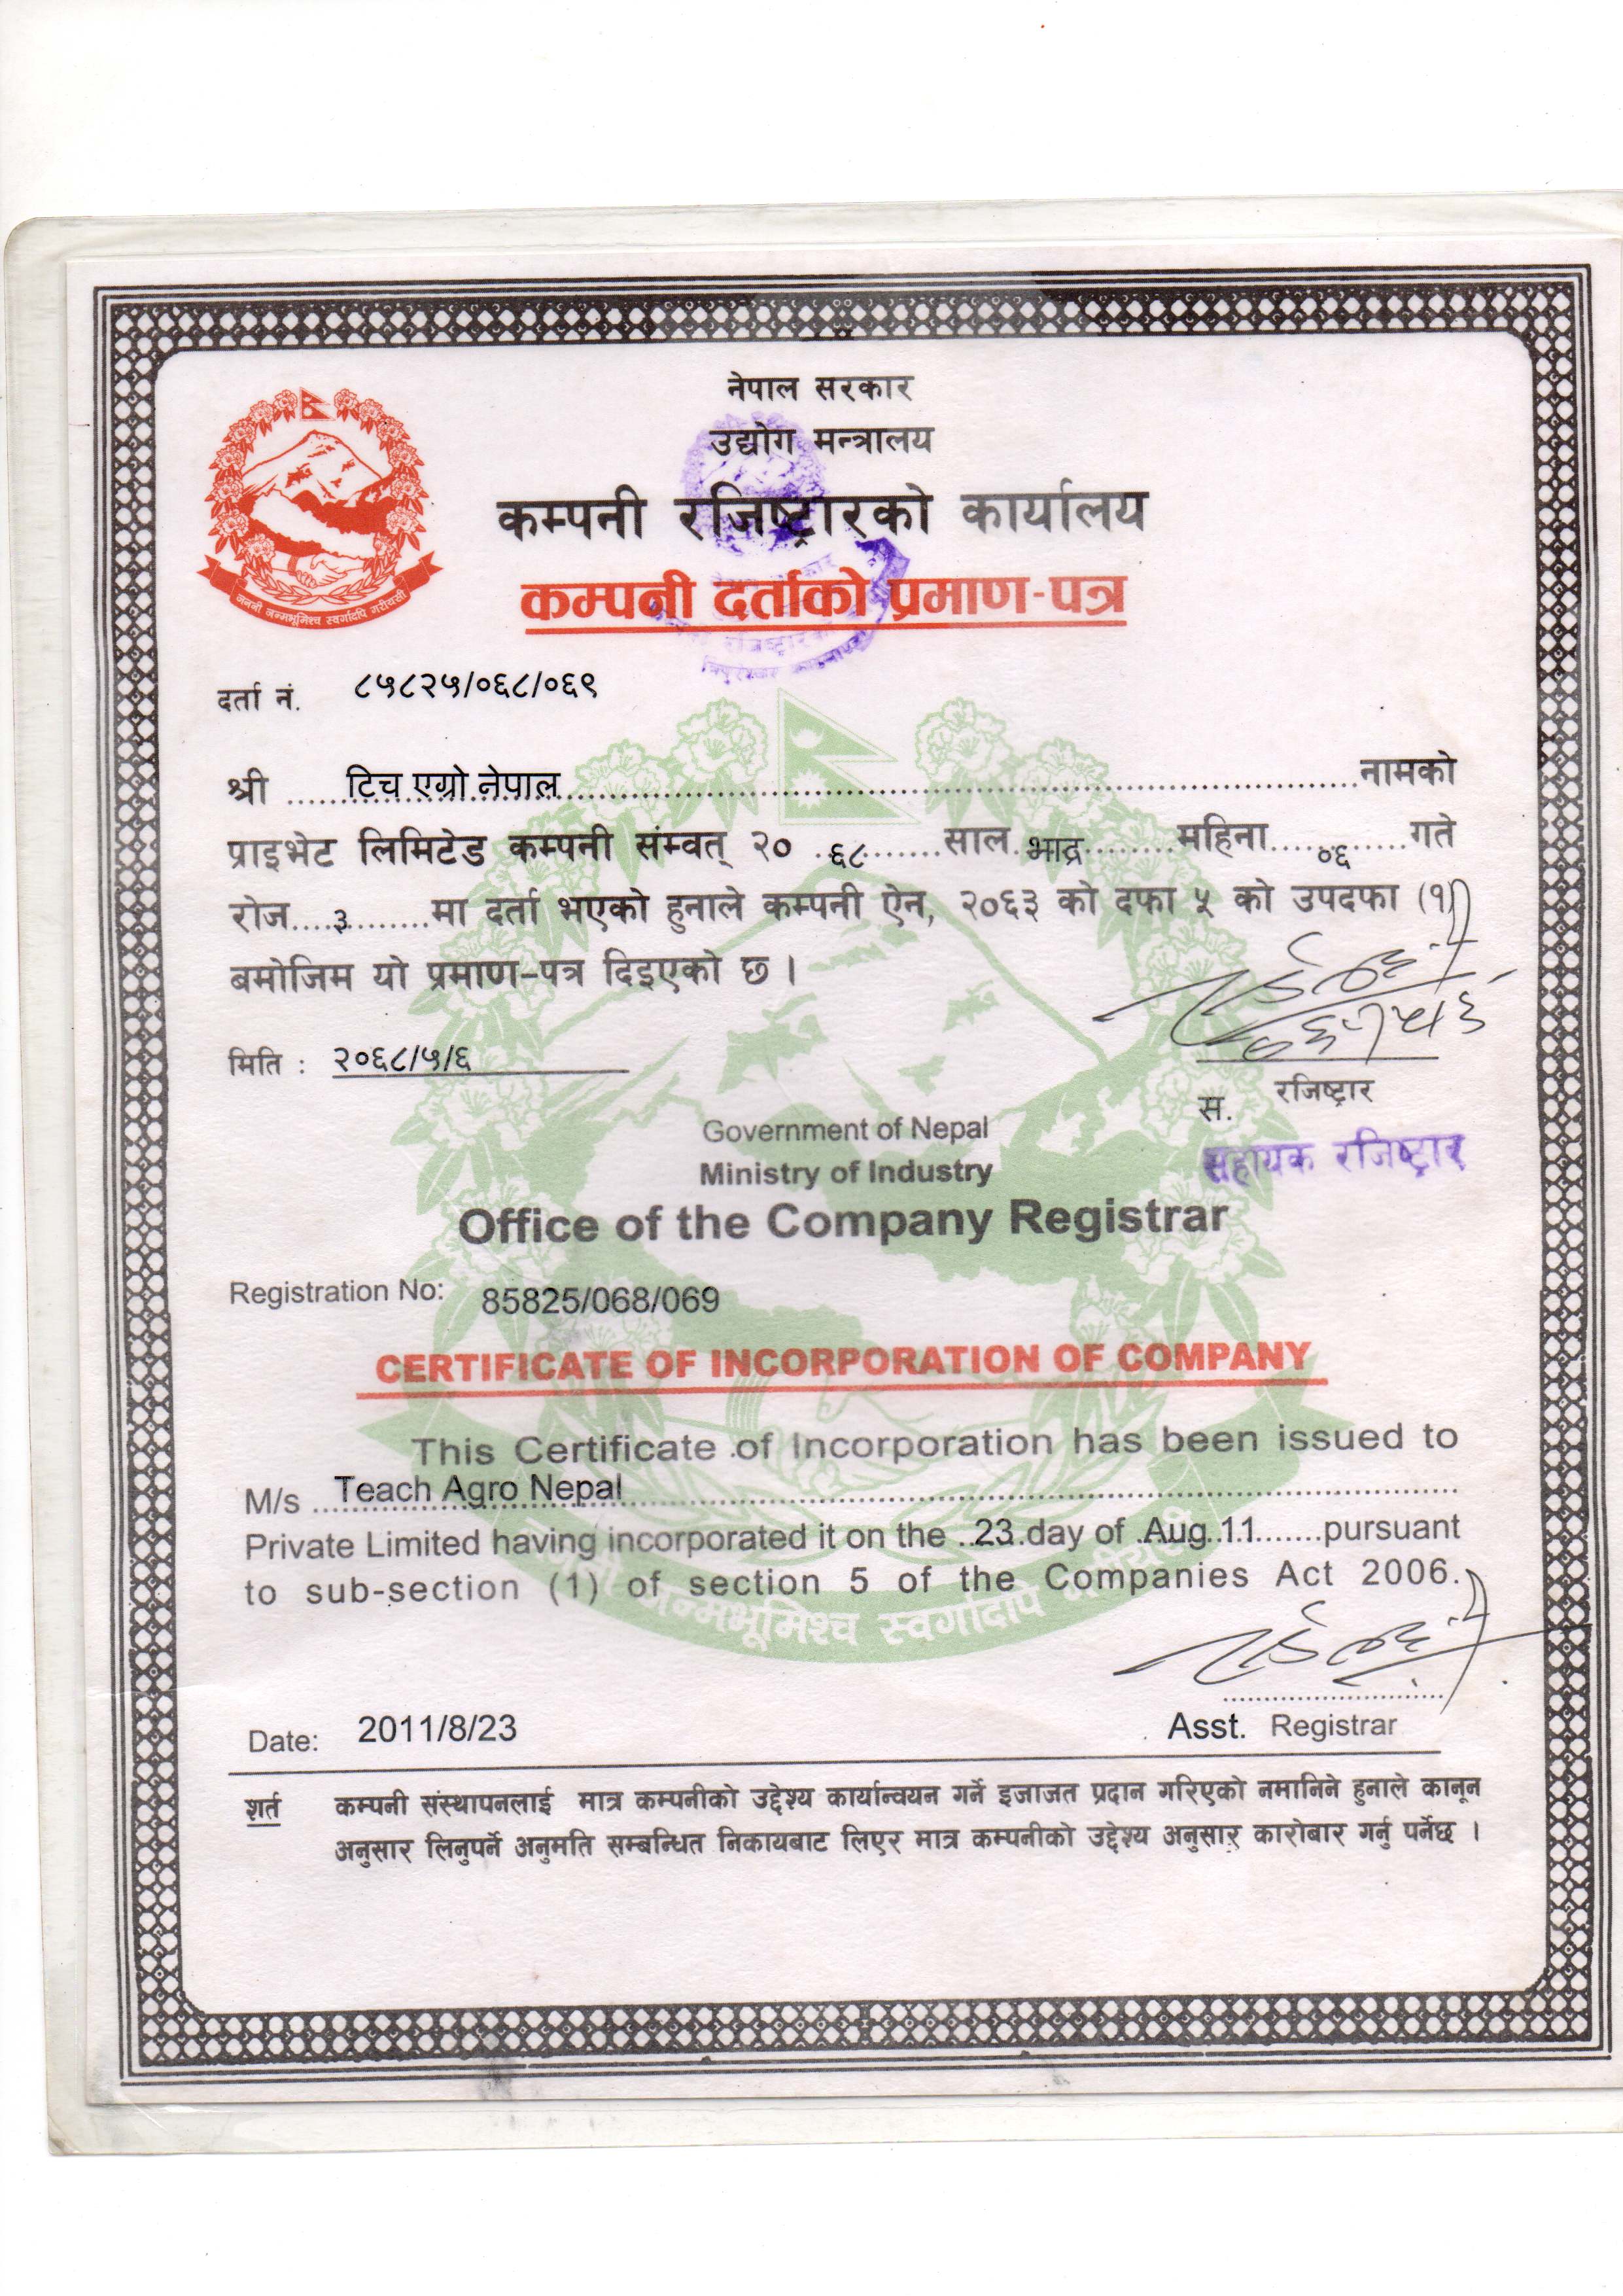 नेपाल सरकार
उद्योग मन्त्रालय
कम्पनी रजिष्ट्रारको कार्यालय
कम्पनी दर्ताको प्रमाण-पत्र
जननी जन्मभूमिश्च स्वर्गादपि गरीयसी
दर्ता नं. ८५८२५/०६८/०६९
श्री टिच एग्रो नेपाल नामको
प्राइभेट लिमिटेड कम्पनी संम्वत् २० ६८ साल भाद्र महिना ०६ गते
रोज ३ मा दर्ता भएको हुनाले कम्पनी ऐन, २०६३ को दफा ५ को उपदफा (१)
बमोजिम यो प्रमाण-पत्र दिइएको छ ।
मिति : २०६८/५/६
स. रजिष्ट्रार
सहायक रजिष्ट्रार
Government of Nepal
Ministry of Industry
Office of the Company Registrar
Registration No: 85825/068/069
CERTIFICATE OF INCORPORATION OF COMPANY
This Certificate of Incorporation has been issued to
M/s Teach Agro Nepal
Private Limited having incorporated it on the 23 day of Aug 11 pursuant
to sub-section (1) of section 5 of the Companies Act 2006.
जन्मभूमिश्च स्वर्गादपि
Date: 2011/8/23
Asst. Registrar
शर्त कम्पनी संस्थापनलाई मात्र कम्पनीको उद्देश्य कार्यान्वयन गर्ने इजाजत प्रदान गरिएको नमानिने हुनाले कानून
अनुसार लिनुपर्ने अनुमति सम्बन्धित निकायबाट लिएर मात्र कम्पनीको उद्देश्य अनुसार कारोबार गर्नु पर्नेछ ।